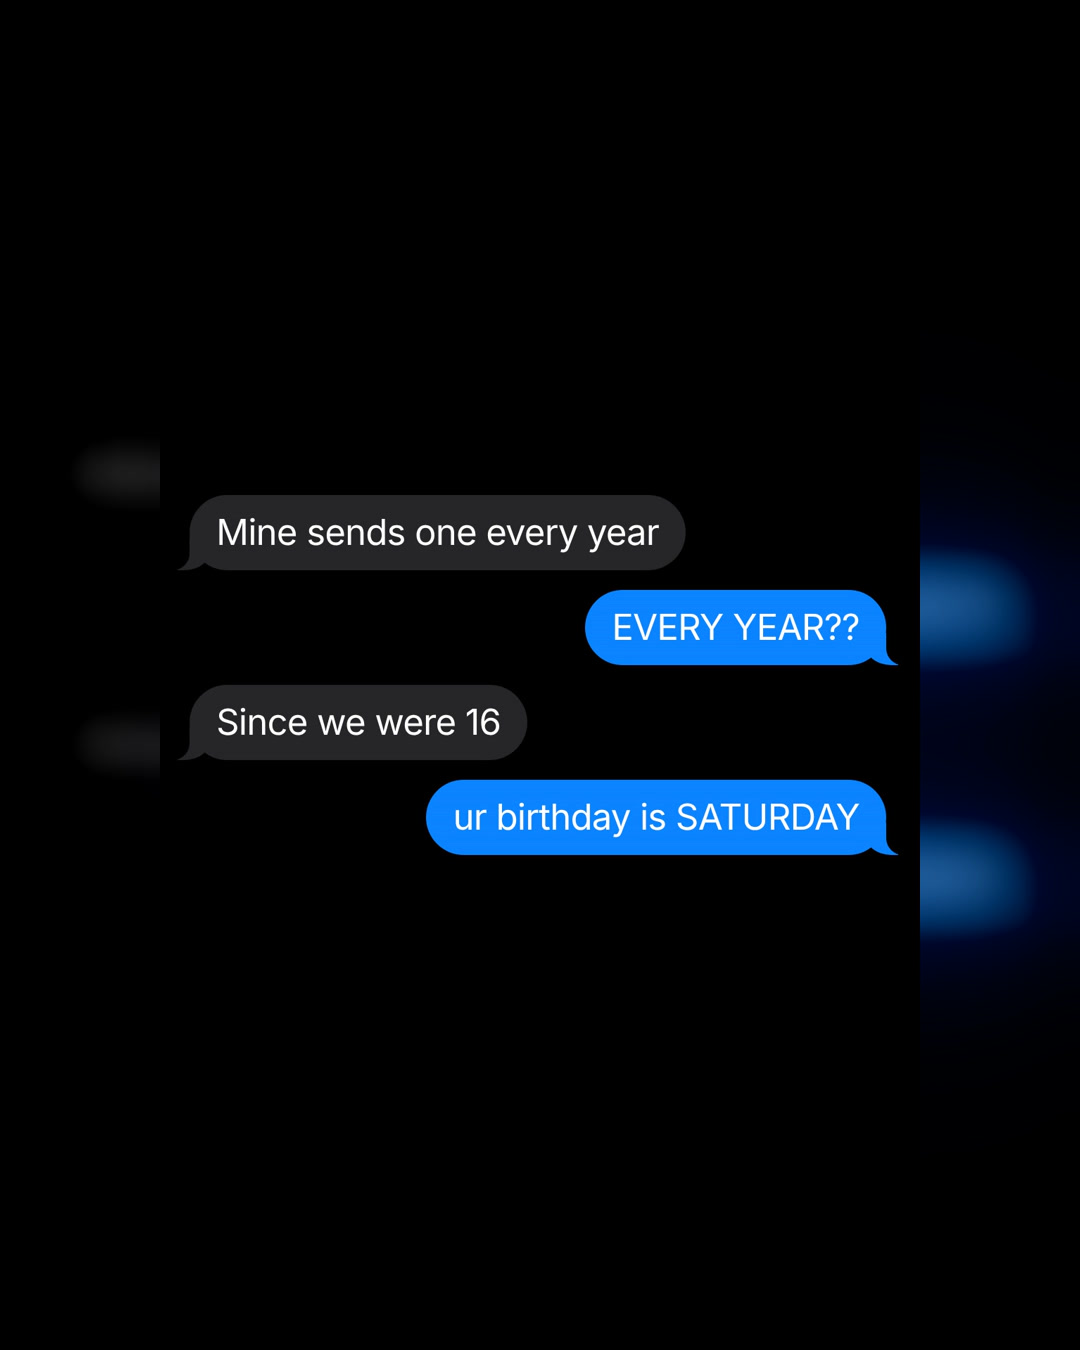 Mine sends one every year
EVERY YEAR??
Since we were 16
ur birthday is SATURDAY